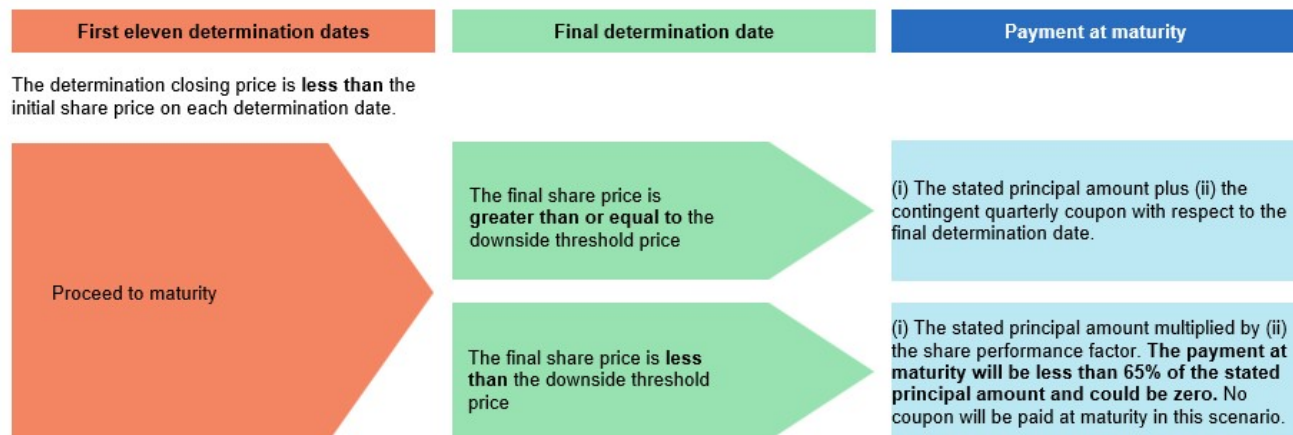 First eleven determination dates
Final determination date
Payment at maturity
The determination closing price is less than the
initial share price on each determination date.
Proceed to maturity
The final share price is
greater than or equal to the
downside threshold price
(i) The stated principal amount plus (ii) the
contingent quarterly coupon with respect to the
final determination date.
The final share price is less
than the downside threshold
price
(i) The stated principal amount multiplied by (ii)
the share performance factor. The payment at
maturity will be less than 65% of the stated
principal amount and could be zero. No
coupon will be paid at maturity in this scenario.